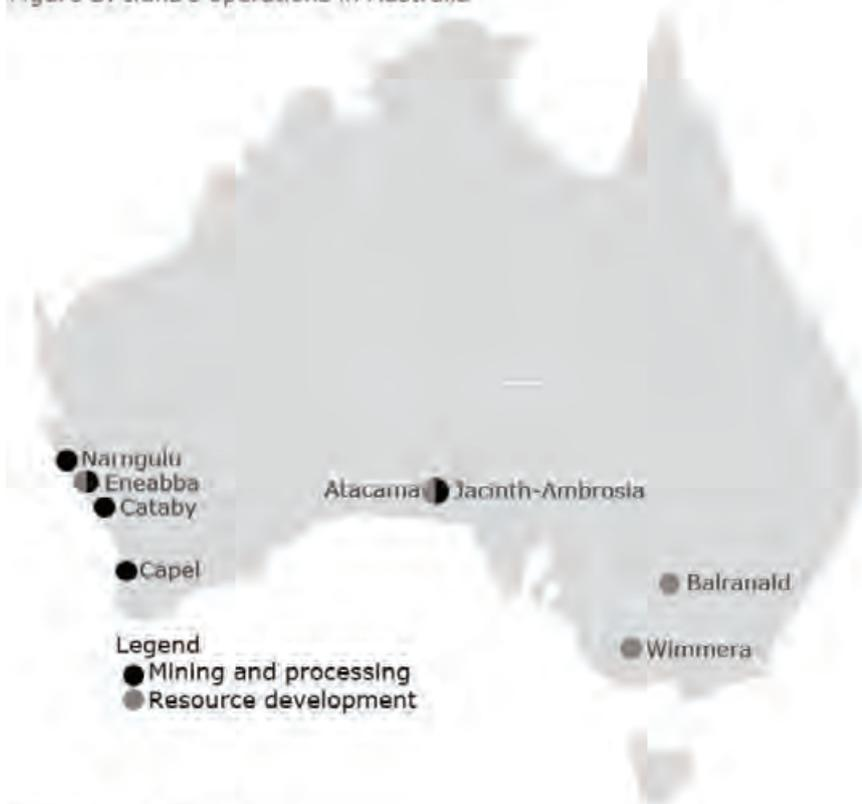 Narngulu
Eneabba
Cataby
Atacama Jacinth-Ambrosia
Capel
Balranald
Wimmera
Legend
Mining and processing
Resource development